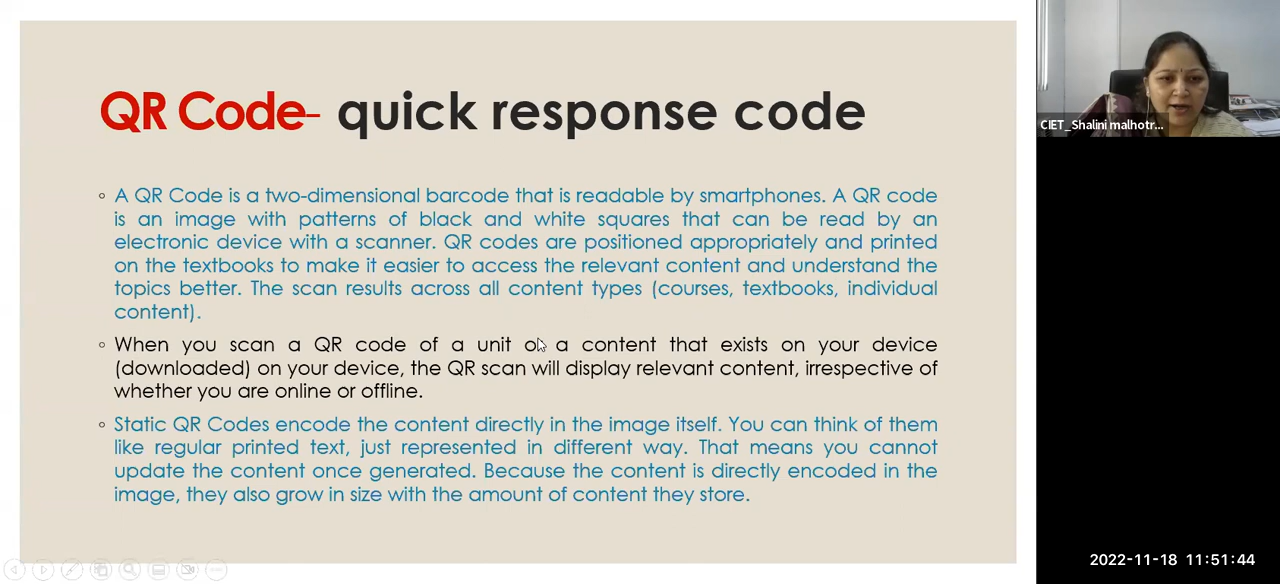 QR Code- quick response code
A QR Code is a two-dimensional barcode that is readable by smartphones. A QR code
is an image with patterns of black and white squares that can be read by an
electronic device with a scanner. QR codes are positioned appropriately and printed
on the textbooks to make it easier to access the relevant content and understand the
topics better. The scan results across all content types (courses, textbooks, individual
content).
When you scan a QR code of a unit or a content that exists on your device
(downloaded) on your device, the QR scan will display relevant content, irrespective of
whether you are online or offline.
Static QR Codes encode the content directly in the image itself. You can think of them
like regular printed text, just represented in different way. That means you cannot
update the content once generated. Because the content is directly encoded in the
image, they also grow in size with the amount of content they store.
CIET_Shalini malhotr...
2022-11-18 11:51:44